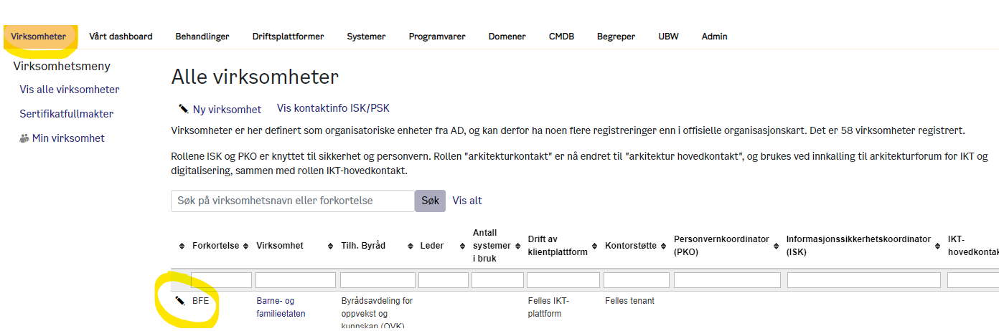 Virksomheter Vårt dashboard Behandlinger Driftsplattformer Systemer Programvarer Domener CMDB Begreper UBW Admin
Virksomhetsmeny
Vis alle virksomheter
Sertifikatfullmakter
Min virksomhet
Alle virksomheter
Ny virksomhet Vis kontaktinfo ISK/PSK
Virksomheter er her definert som organisatoriske enheter fra AD, og kan derfor ha noen flere registreringer enn i offisielle organisasjonskart. Det er 58 virksomheter registrert.
Rollene ISK og PKO er knyttet til sikkerhet og personvern. Rollen "arkitekturkontakt" er nå endret til "arkitektur hovedkontakt", og brukes ved innkalling til arkitekturforum for IKT og
digitalisering, sammen med rollen IKT-hovedkontakt.
Søk på virksomhetsnavn eller forkortelse Søk Vis alt
Forkortelse Virksomhet Tilh. Byråd Leder Antall
systemer
i bruk Drift av
klientplattform Kontorstøtte Personvernkoordinator
(PKO) Informasjonssikkerhetskoordinator
(ISK) IKT-
hovedkontak
BFE Barne- og
familieetaten Byrådsavdeling for
oppvekst og
kunnskap (OVK) Felles IKT-
plattform Felles tenant